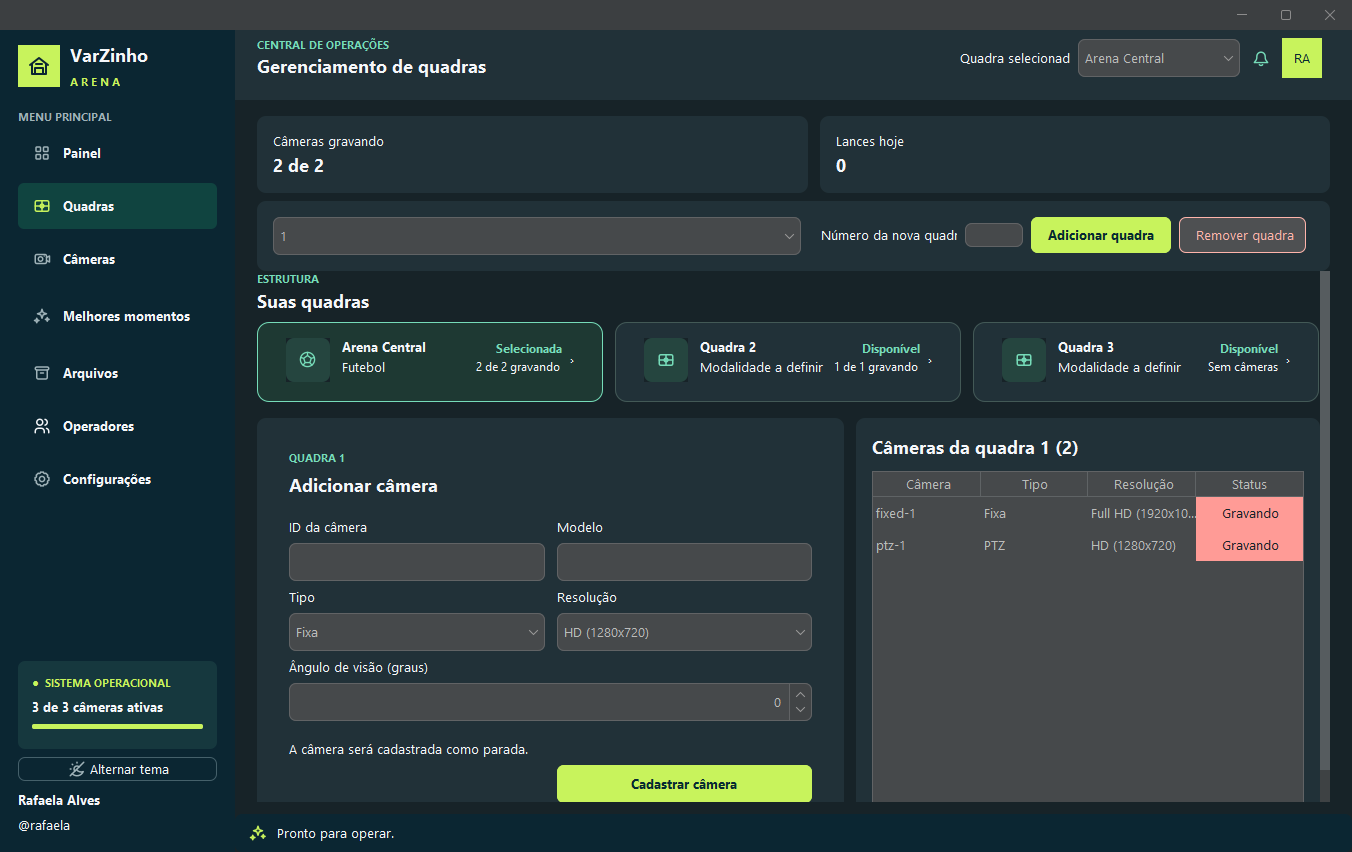 VarZinho
ARENA
MENU PRINCIPAL
Painel
Quadras
Câmeras
Melhores momentos
Arquivos
Operadores
Configurações
● SISTEMA OPERACIONAL
3 de 3 câmeras ativas
Alternar tema
Rafaela Alves
@rafaela
CENTRAL DE OPERAÇÕES
Gerenciamento de quadras
Quadra selecionad
Arena Central
RA
Câmeras gravando
2 de 2
Lances hoje
0
1
Número da nova quadr
Adicionar quadra
Remover quadra
ESTRUTURA
Suas quadras
Arena Central
Futebol
Selecionada
2 de 2 gravando
›
Quadra 2
Modalidade a definir
Disponível
1 de 1 gravando
›
Quadra 3
Modalidade a definir
Disponível
Sem câmeras
›
QUADRA 1
Adicionar câmera
ID da câmera
Modelo
Tipo
Resolução
Fixa
HD (1280x720)
Ângulo de visão (graus)
0
A câmera será cadastrada como parada.
Cadastrar câmera
Câmeras da quadra 1 (2)
Câmera Tipo Resolução Status
fixed-1 Fixa Full HD (1920x10... Gravando
ptz-1 PTZ HD (1280x720) Gravando
Pronto para operar.